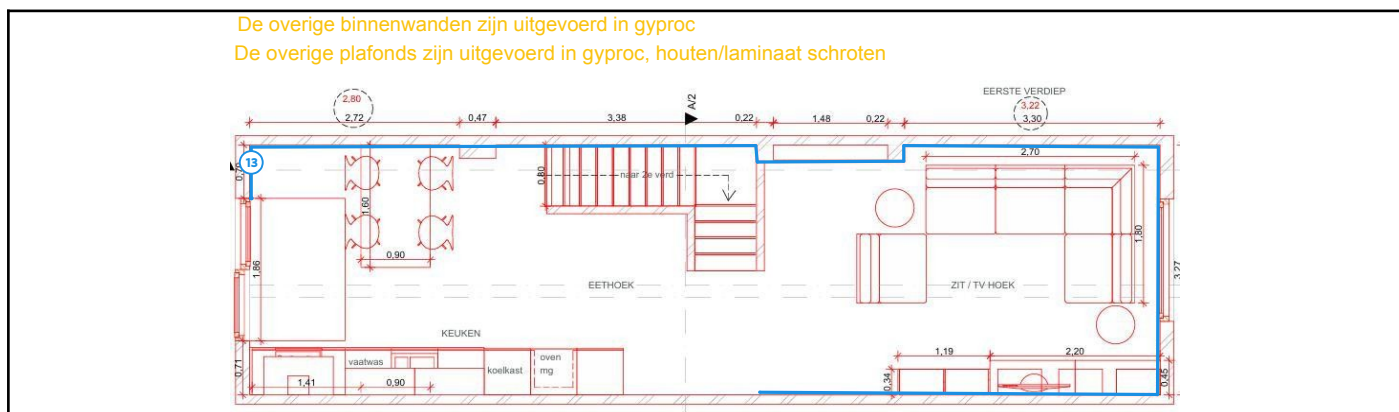 De overige binnenwanden zijn uitgevoerd in gyproc
De overige plafonds zijn uitgevoerd in gyproc, houten/laminaat schroten
EERSTE VERDIEP
2,80
3,22
2,72
0,47
3,38
A/2
0,22
1,48
0,22
3,30
13
2,70
0,80
naar 2e verd
1,60
1,80
0,90
1,86
3,27
EETHOEK
ZIT / TV HOEK
KEUKEN
0,71
vaatwas
koelkast
oven
mg
1,19
2,20
1,41
0,90
0,34
0,45